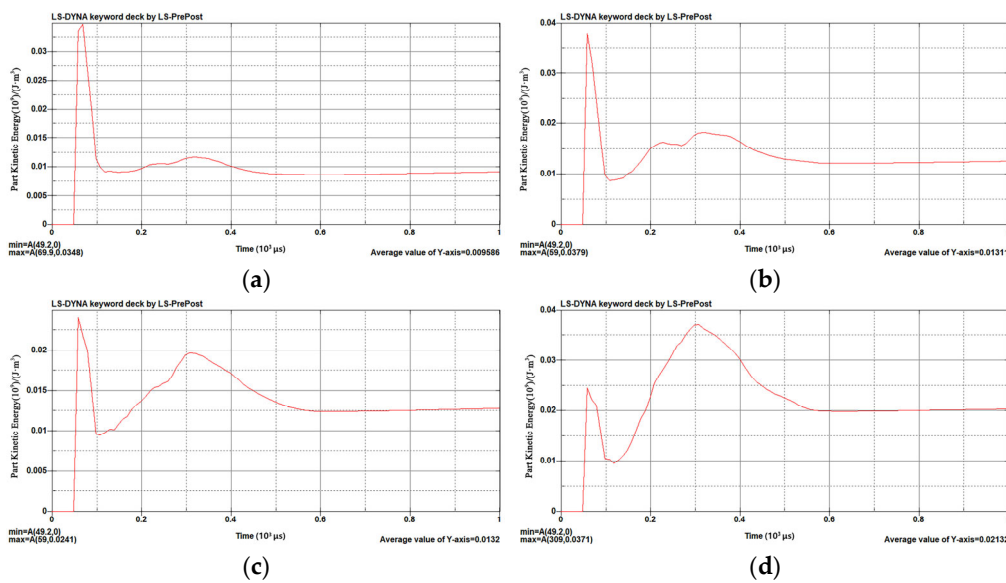 LS-DYNA keyword deck by LS-PrePost
Part Kinetic Energy(10⁶)/(J·m³)
0.03
0.025
0.02
0.015
0.01
0.005
0
0
0.2
0.4
0.6
0.8
1
min=A(49.2,0)
max=A(69.9,0.0348)
Time (10³ μs)
Average value of Y-axis=0.009586
(a)
LS-DYNA keyword deck by LS-PrePost
Part Kinetic Energy(10⁶)/(J·m³)
0.04
0.03
0.02
0.01
0
0
0.2
0.4
0.6
0.8
min=A(49.2,0)
max=A(59,0.0379)
Time (10³ μs)
Average value of Y-axis=0.01311
(b)
LS-DYNA keyword deck by LS-PrePost
Part Kinetic Energy(10⁶)/(J·m³)
0.02
0.015
0.01
0.005
0
0
0.2
0.4
0.6
0.8
1
min=A(49.2,0)
max=A(59,0.0241)
Time (10³ μs)
Average value of Y-axis=0.0132
(c)
LS-DYNA keyword deck by LS-PrePost
Part Kinetic Energy(10⁶)/(J·m³)
0.04
0.03
0.02
0.01
0
0
0.2
0.4
0.6
0.8
min=A(49.2,0)
max=A(309,0.0371)
Time (10³ μs)
Average value of Y-axis=0.02132
(d)